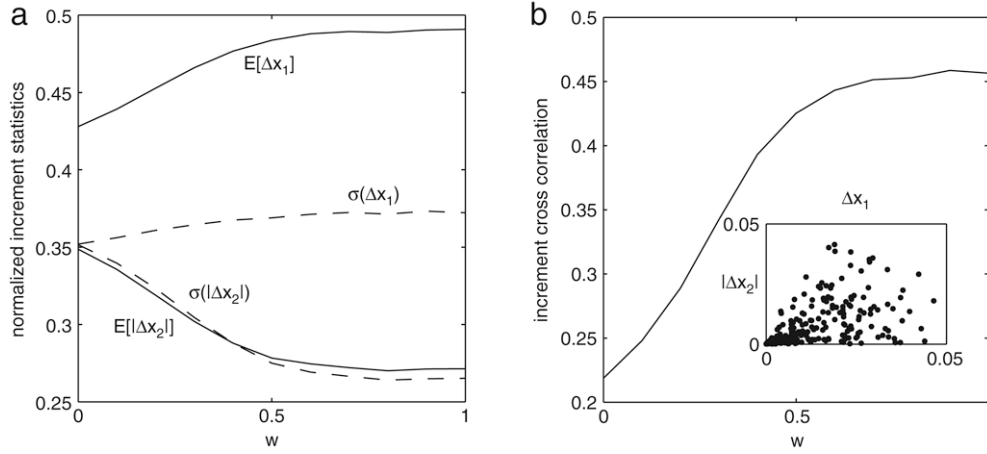 a
normalized increment statistics
0.5
0.45
0.4
0.35
0.3
0.25
0
0.5
1
w
E[Δx₁]
σ(Δx₁)
σ(|Δx₂|)
E[|Δx₂|]
b
increment cross correlation
0.5
0.45
0.4
0.35
0.3
0.25
0.2
0
0.5
w
Δx₁
0.05
|Δx₂|
0
0
0.05